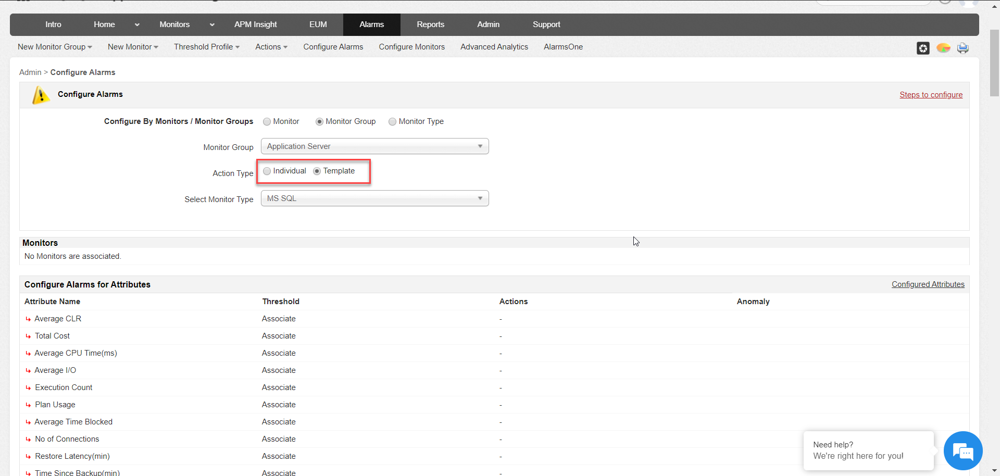 Intro Home Monitors APM Insight EUM Alarms Reports Admin Support
New Monitor Group New Monitor Threshold Profile Actions Configure Alarms Configure Monitors Advanced Analytics AlarmsOne
Admin > Configure Alarms
Configure Alarms Steps to configure
Configure By Monitors / Monitor Groups Monitor Monitor Group Monitor Type
Monitor Group Application Server
Action Type Individual Template
Select Monitor Type MS SQL
Monitors
No Monitors are associated.
Configure Alarms for Attributes Configured Attributes
Attribute Name Threshold Actions Anomaly
Average CLR Associate -
Total Cost Associate -
Average CPU Time(ms) Associate -
Average I/O Associate -
Execution Count Associate -
Plan Usage Associate -
Average Time Blocked Associate -
No of Connections Associate -
Restore Latency(min) Associate -
Time Since Backup(min) Associate -
Need help?
We're right here for you!